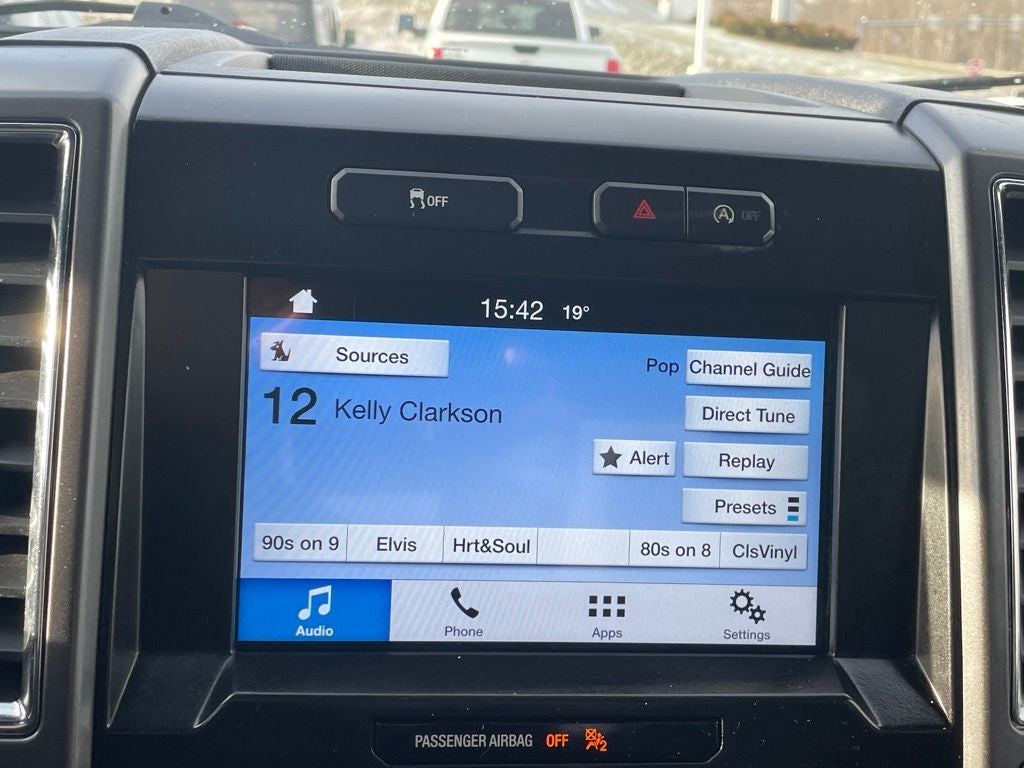 OFF
OFF
15:42 19°
Sources
Pop Channel Guide
12 Kelly Clarkson
Direct Tune
Alert
Replay
Presets
90s on 9 Elvis Hrt&Soul 80s on 8 ClsVinyl
Audio Phone Apps Settings
PASSENGER AIRBAG OFF 2